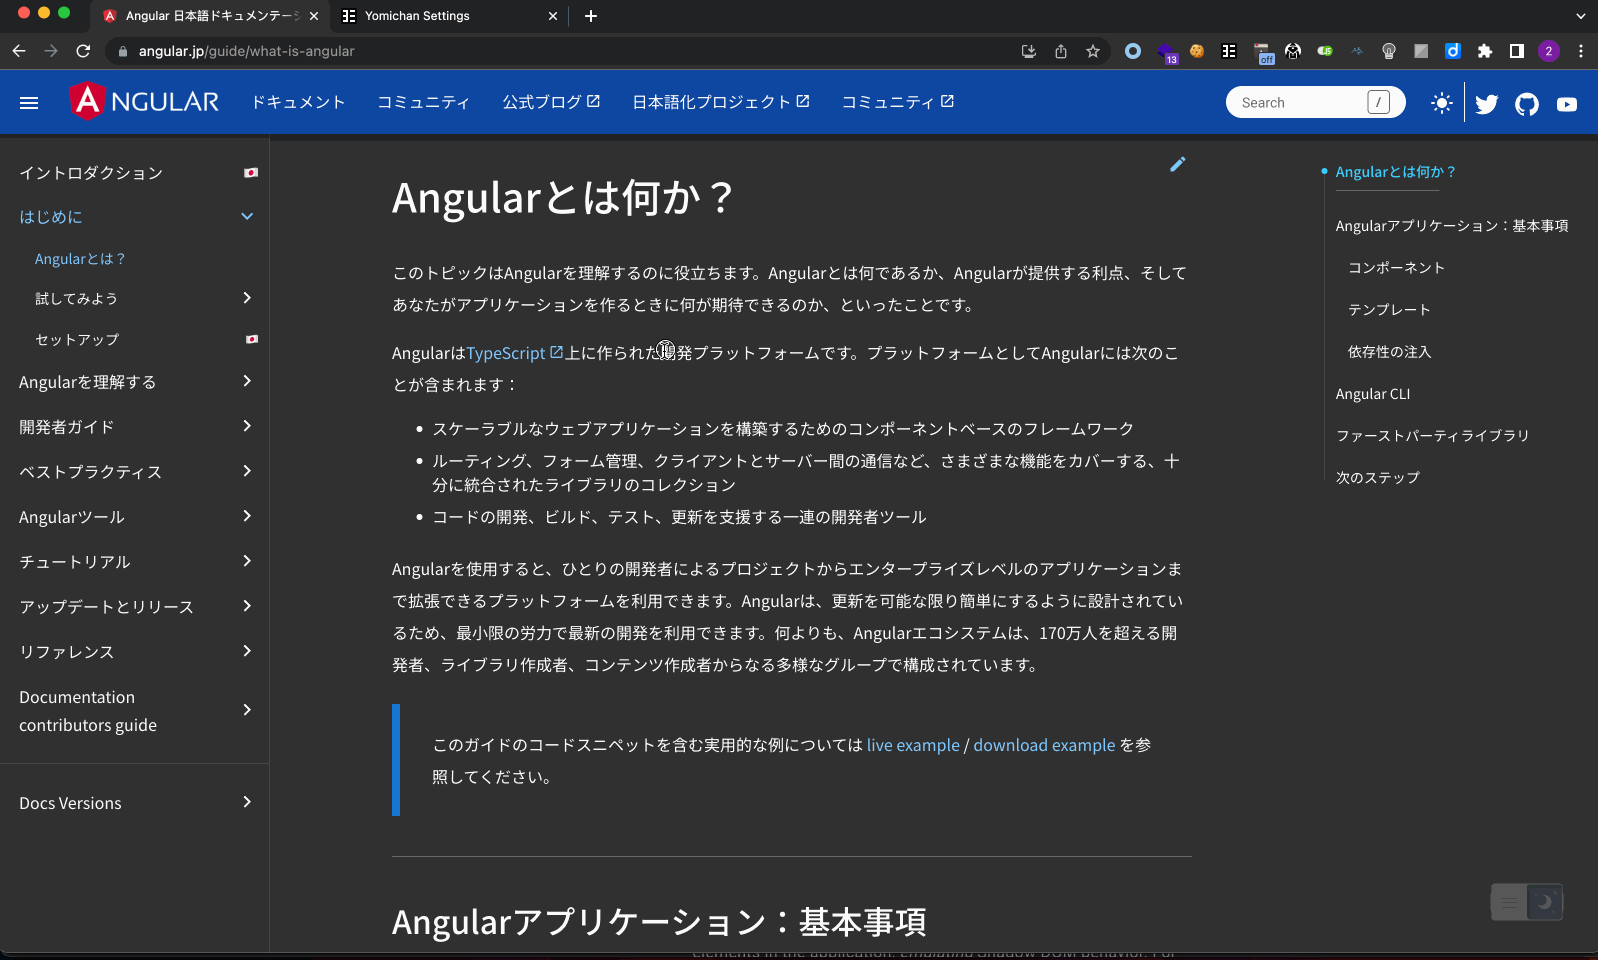 Angular 日本語ドキュメンテーシ
Yomichan Settings
angular.jp/guide/what-is-angular
13
off
JS
d
2
ANGULAR
ドキュメント
コミュニティ
公式ブログ
日本語化プロジェクト
コミュニティ
Search
/
イントロダクション
はじめに
Angularとは？
試してみよう
セットアップ
Angularを理解する
開発者ガイド
ベストプラクティス
Angularツール
チュートリアル
アップデートとリリース
リファレンス
Documentation
contributors guide
Docs Versions
Angularとは何か？
このトピックはAngularを理解するのに役立ちます。Angularとは何であるか、Angularが提供する利点、そして
あなたがアプリケーションを作るときに何が期待できるのか、といったことです。
AngularはTypeScript 上に作られた開発プラットフォームです。プラットフォームとしてAngularには次のこ
とが含まれます：
• スケーラブルなウェブアプリケーションを構築するためのコンポーネントベースのフレームワーク
• ルーティング、フォーム管理、クライアントとサーバー間の通信など、さまざまな機能をカバーする、十
分に統合されたライブラリのコレクション
• コードの開発、ビルド、テスト、更新を支援する一連の開発者ツール
Angularを使用すると、ひとりの開発者によるプロジェクトからエンタープライズレベルのアプリケーションま
で拡張できるプラットフォームを利用できます。Angularは、更新を可能な限り簡単にするように設計されてい
るため、最小限の労力で最新の開発を利用できます。何よりも、Angularエコシステムは、170万人を超える開
発者、ライブラリ作成者、コンテンツ作成者からなる多様なグループで構成されています。
このガイドのコードスニペットを含む実用的な例については live example / download example を参
照してください。
Angularアプリケーション：基本事項
Angularとは何か？
Angularアプリケーション：基本事項
コンポーネント
テンプレート
依存性の注入
Angular CLI
ファーストパーティライブラリ
次のステップ
elements in the application. Emulating Shadow DOM behavior. For